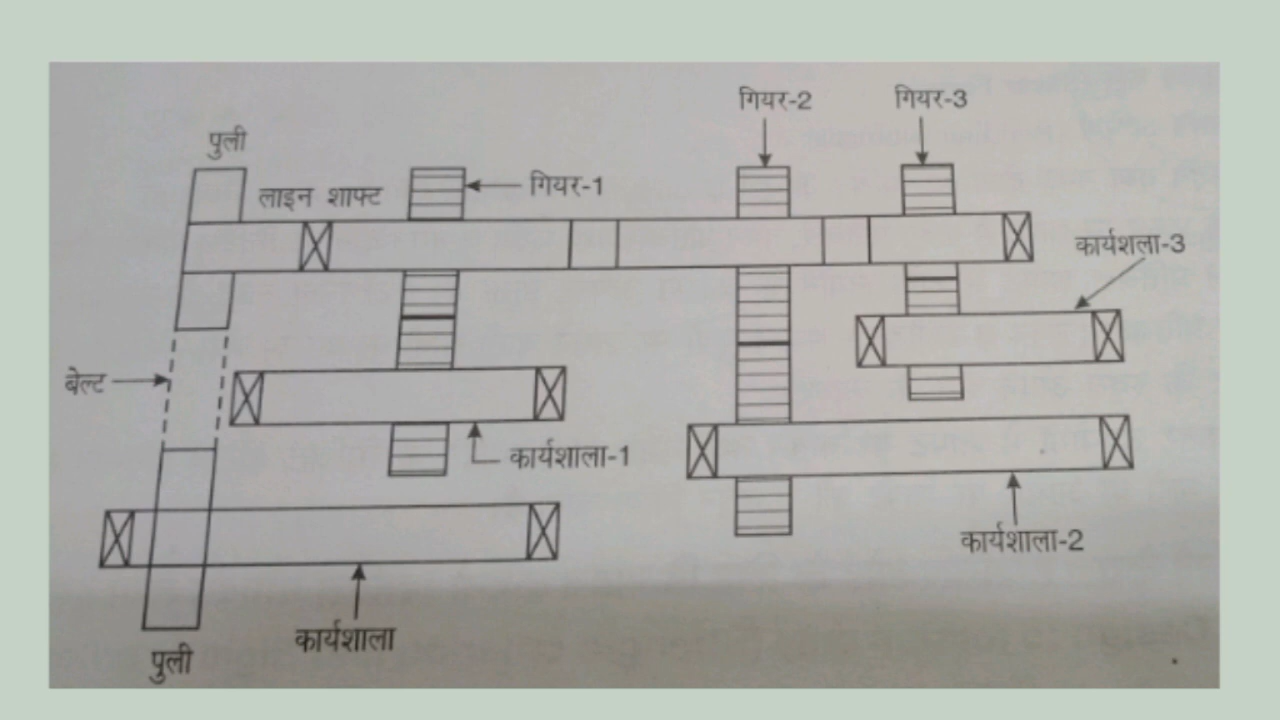 गियर-2
गियर-3
पुली
लाइन शाफ्ट
गियर-1
कार्यशला-3
बेल्ट
कार्यशाला-1
कार्यशाला-2
कार्यशाला
पुली